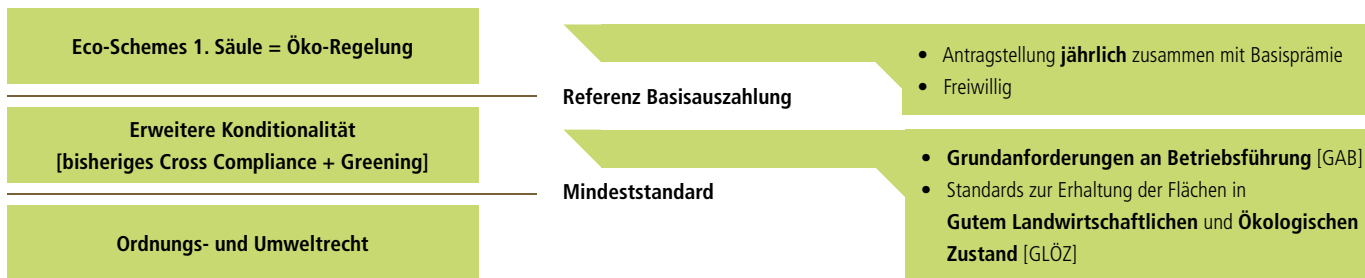 Eco-Schemes 1. Säule = Öko-Regelung
Erweitere Konditionalität
[bisheriges Cross Compliance + Greening]
Ordnungs- und Umweltrecht
Referenz Basisauszahlung
Mindeststandard
• Antragstellung jährlich zusammen mit Basisprämie
• Freiwillig
• Grundanforderungen an Betriebsführung [GAB]
• Standards zur Erhaltung der Flächen in
Gutem Landwirtschaftlichen und Ökologischen
Zustand [GLÖZ]